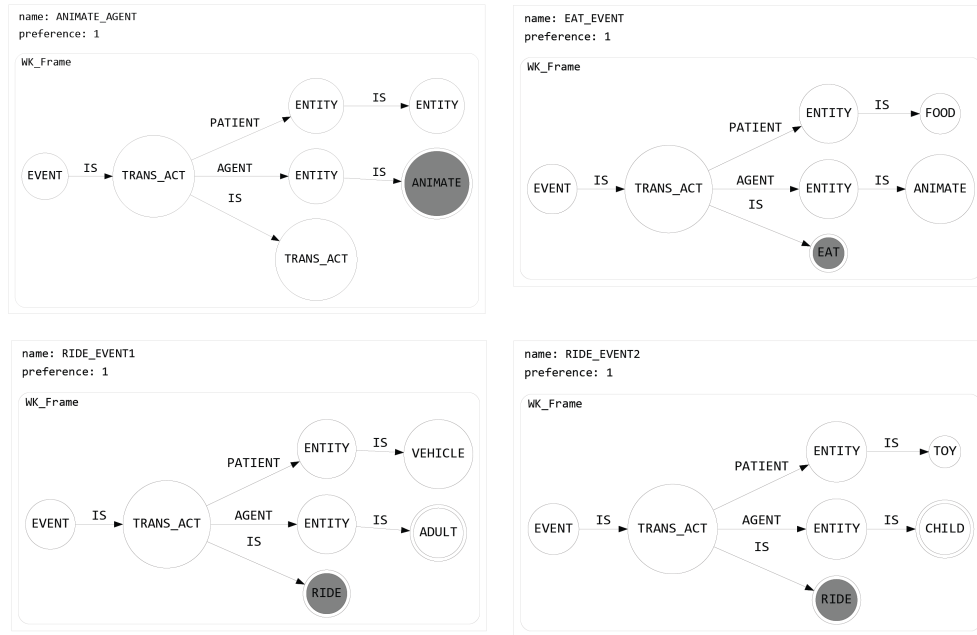 name: ANIMATE_AGENT
preference: 1
WK_Frame
ENTITY
IS
ENTITY
PATIENT
EVENT
IS
TRANS_ACT
AGENT
ENTITY
IS
ANIMATE
IS
TRANS_ACT
name: EAT_EVENT
preference: 1
WK_Frame
ENTITY
IS
FOOD
PATIENT
EVENT
IS
TRANS_ACT
AGENT
ENTITY
IS
ANIMATE
IS
EAT
name: RIDE_EVENT1
preference: 1
WK_Frame
ENTITY
IS
VEHICLE
PATIENT
EVENT
IS
TRANS_ACT
AGENT
ENTITY
IS
ADULT
IS
RIDE
name: RIDE_EVENT2
preference: 1
WK_Frame
ENTITY
IS
TOY
PATIENT
EVENT
IS
TRANS_ACT
AGENT
ENTITY
IS
CHILD
IS
RIDE